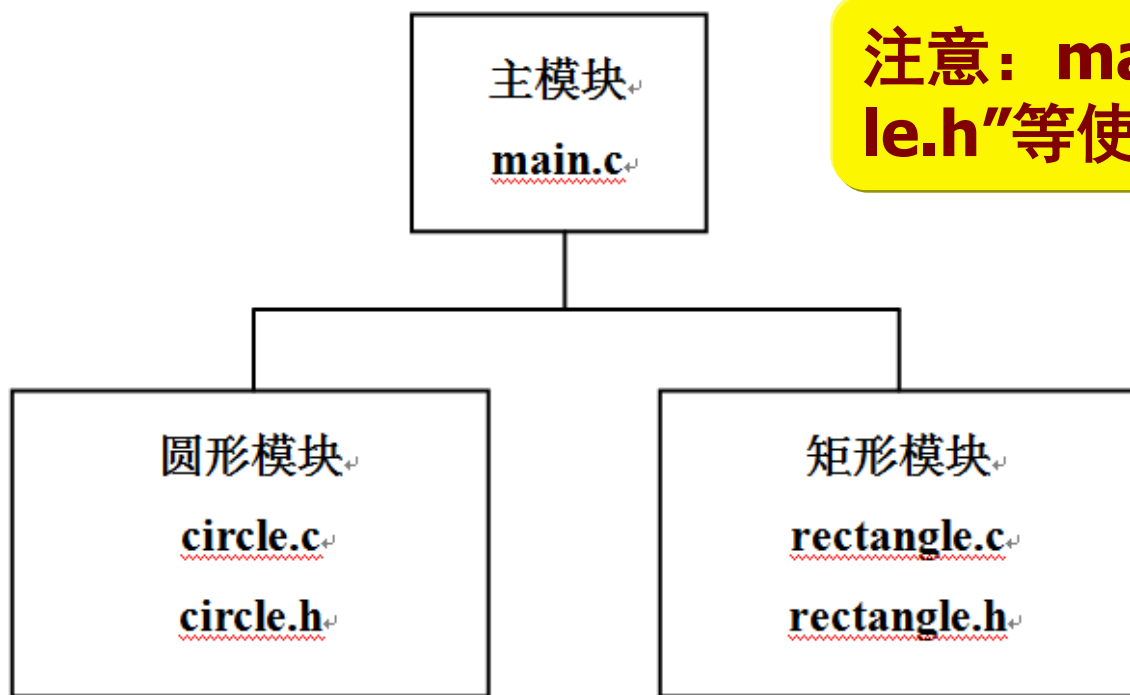 主模块
main.c
注意：ma
le.h”等使
圆形模块
circle.c
circle.h
矩形模块
rectangle.c
rectangle.h